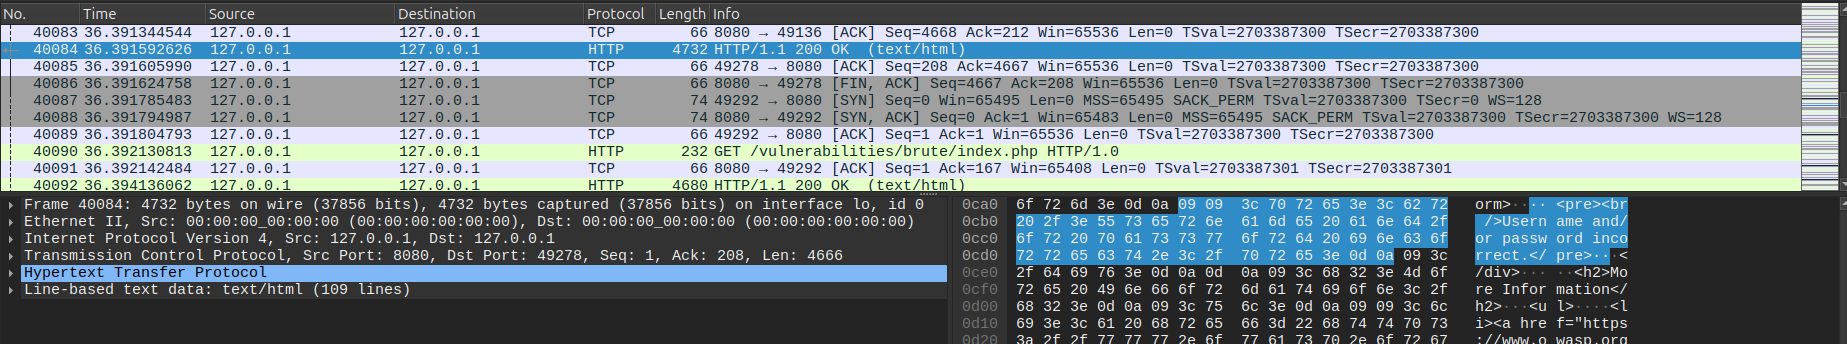 No. Time Source Destination Protocol Length Info
40083 36.391344544 127.0.0.1 127.0.0.1 TCP 66 8080 → 49136 [ACK] Seq=4668 Ack=212 Win=65536 Len=0 TSval=2703387300 TSecr=2703387300
40084 36.391592626 127.0.0.1 127.0.0.1 HTTP 4732 HTTP/1.1 200 OK (text/html)
40085 36.391605990 127.0.0.1 127.0.0.1 TCP 66 49278 → 8080 [ACK] Seq=208 Ack=4667 Win=65536 Len=0 TSval=2703387300 TSecr=2703387300
40086 36.391624758 127.0.0.1 127.0.0.1 TCP 66 8080 → 49278 [FIN, ACK] Seq=4667 Ack=208 Win=65536 Len=0 TSval=2703387300 TSecr=2703387300
40087 36.391785483 127.0.0.1 127.0.0.1 TCP 74 49292 → 8080 [SYN] Seq=0 Win=65495 Len=0 MSS=65495 SACK_PERM TSval=2703387300 TSecr=0 WS=128
40088 36.391794987 127.0.0.1 127.0.0.1 TCP 74 8080 → 49292 [SYN, ACK] Seq=0 Ack=1 Win=65483 Len=0 MSS=65495 SACK_PERM TSval=2703387300 TSecr=2703387300 WS=128
40089 36.391804793 127.0.0.1 127.0.0.1 TCP 66 49292 → 8080 [ACK] Seq=1 Ack=1 Win=65536 Len=0 TSval=2703387300 TSecr=2703387300
40090 36.392130813 127.0.0.1 127.0.0.1 HTTP 232 GET /vulnerabilities/brute/index.php HTTP/1.0
40091 36.392142484 127.0.0.1 127.0.0.1 TCP 66 8080 → 49292 [ACK] Seq=1 Ack=167 Win=65408 Len=0 TSval=2703387301 TSecr=2703387301
40092 36.394136062 127.0.0.1 127.0.0.1 HTTP 4680 HTTP/1.1 200 OK (text/html)
Frame 40084: 4732 bytes on wire (37856 bits), 4732 bytes captured (37856 bits) on interface lo, id 0
Ethernet II, Src: 00:00:00_00:00:00 (00:00:00:00:00:00), Dst: 00:00:00_00:00:00 (00:00:00:00:00:00)
Internet Protocol Version 4, Src: 127.0.0.1, Dst: 127.0.0.1
Transmission Control Protocol, Src Port: 8080, Dst Port: 49278, Seq: 1, Ack: 208, Len: 4666
Hypertext Transfer Protocol
Line-based text data: text/html (109 lines)
0ca0 6f 72 6d 3e 0d 0a 09 09 3c 70 72 65 3e 3c 62 72 orm>···· <pre><br
0cb0 20 2f 3e 55 73 65 72 6e 61 6d 65 20 61 6e 64 2f />Usern ame and/
0cc0 6f 72 20 70 61 73 73 77 6f 72 64 20 69 6e 63 6f or passw ord inco
0cd0 72 72 65 63 74 2e 3c 2f 70 72 65 3e 0d 0a 09 3c rrect.</ pre>···<
0ce0 2f 64 69 76 3e 0d 0a 0d 0a 09 3c 68 32 3e 4d 6f /div>··· ··<h2>Mo
0cf0 72 65 20 49 6e 66 6f 72 6d 61 74 69 6f 6e 3c 2f re Infor mation</
0d00 68 32 3e 0d 0a 09 3c 75 6c 3e 0d 0a 09 09 3c 6c h2>···<u l>····<l
0d10 69 3e 3c 61 20 68 72 65 66 3d 22 68 74 74 70 73 i><a hre f="https
0d20 3a 2f 2f 77 77 77 2e 6f 77 61 73 70 2e 6f 72 67 ://www.o wasp.org